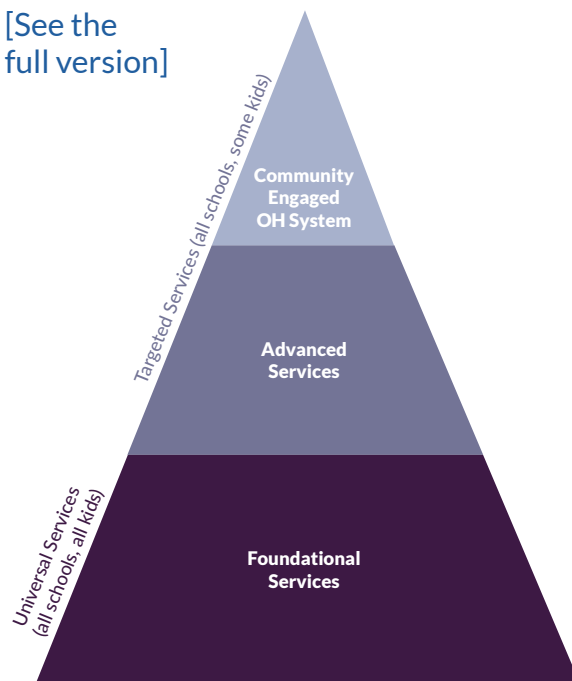 [See the
full version]
Targeted Services (all schools, some kids)
Community
Engaged
OH System
Advanced
Services
Universal Services
(all schools, all kids)
Foundational
Services